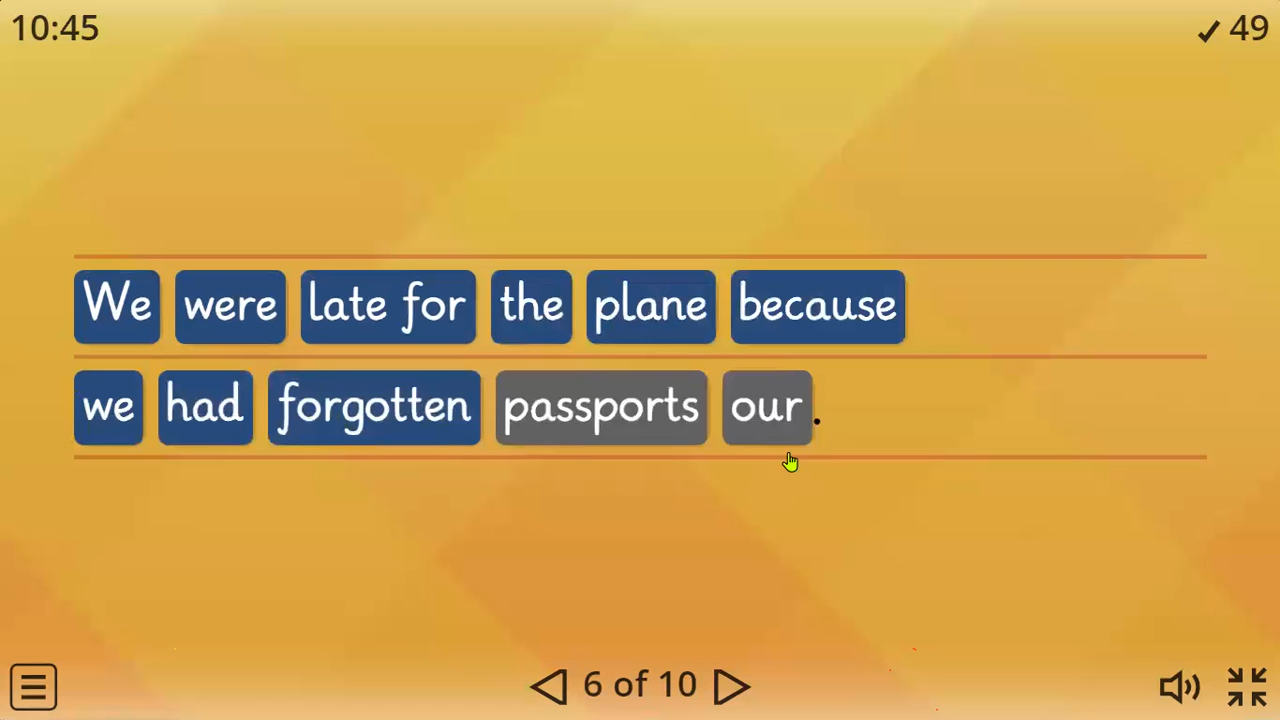 10:45
✓ 49
We were late for the plane because
we had forgotten passports our.
6 of 10